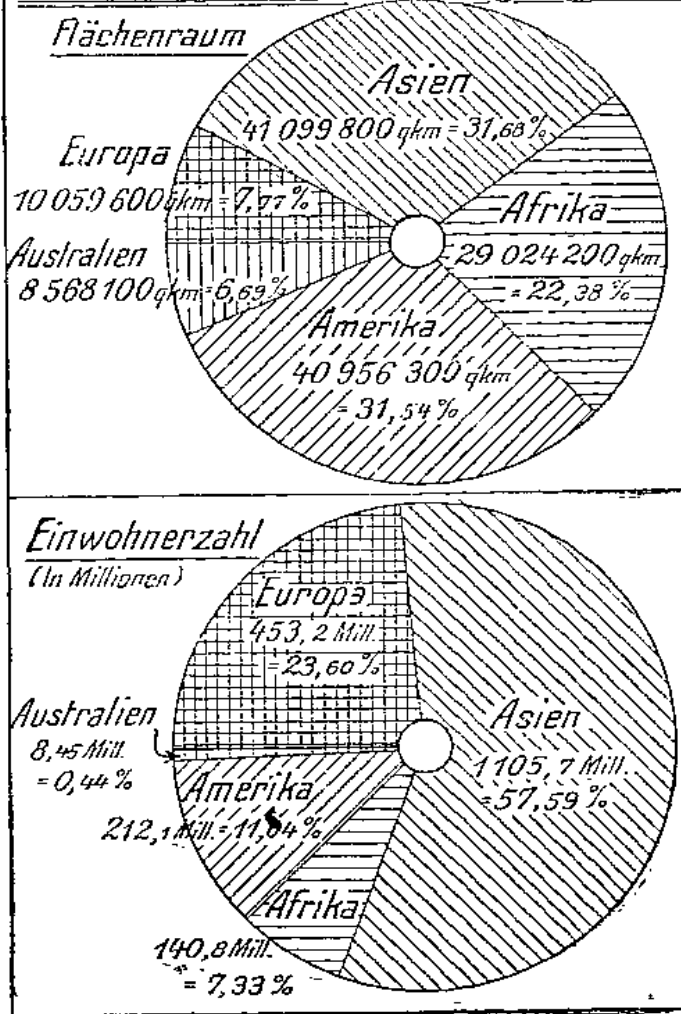 Flächenraum
Asien
41 099 800 qkm = 31,68%
Europa
10 059 600 qkm = 7,77%
Afrika
29 024 200 qkm
= 22,38 %
Australien
8 568 100 qkm = 6,69%
Amerika
40 956 300 qkm
= 31,54 %
Einwohnerzahl
(In Millionen)
Europa
453,2 Mill.
= 23,60 %
Australien
8,45 Mill.
= 0,44 %
Asien
1105,7 Mill.
= 57,59 %
Amerika
212,1 Mill. = 11,04%
Afrika
140,8 Mill.
= 7,33 %